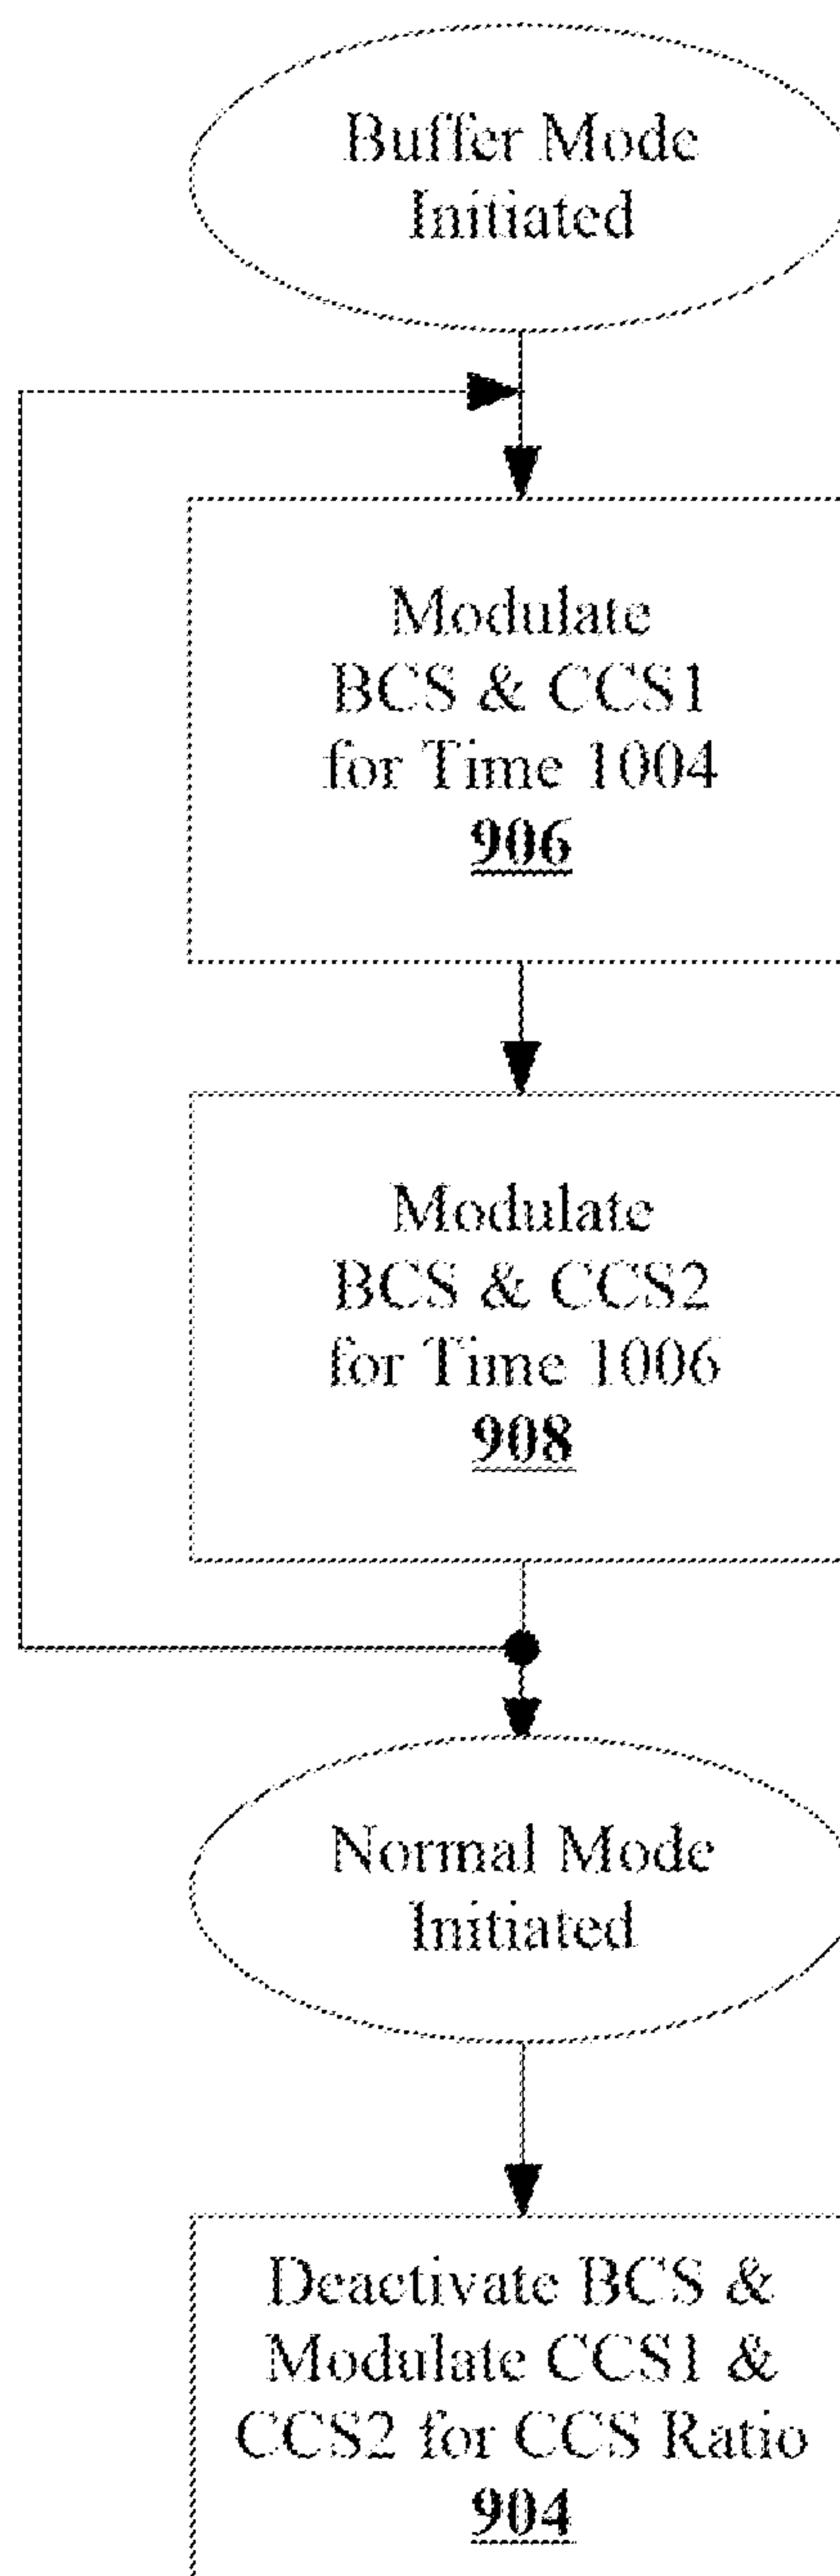 Buffer Mode
Initiated
Modulate
BCS & CCS1
for Time 1004
906
Modulate
BCS & CCS2
for Time 1006
908
Normal Mode
Initiated
Deactivate BCS &
Modulate CCS1 &
CCS2 for CCS Ratio
904